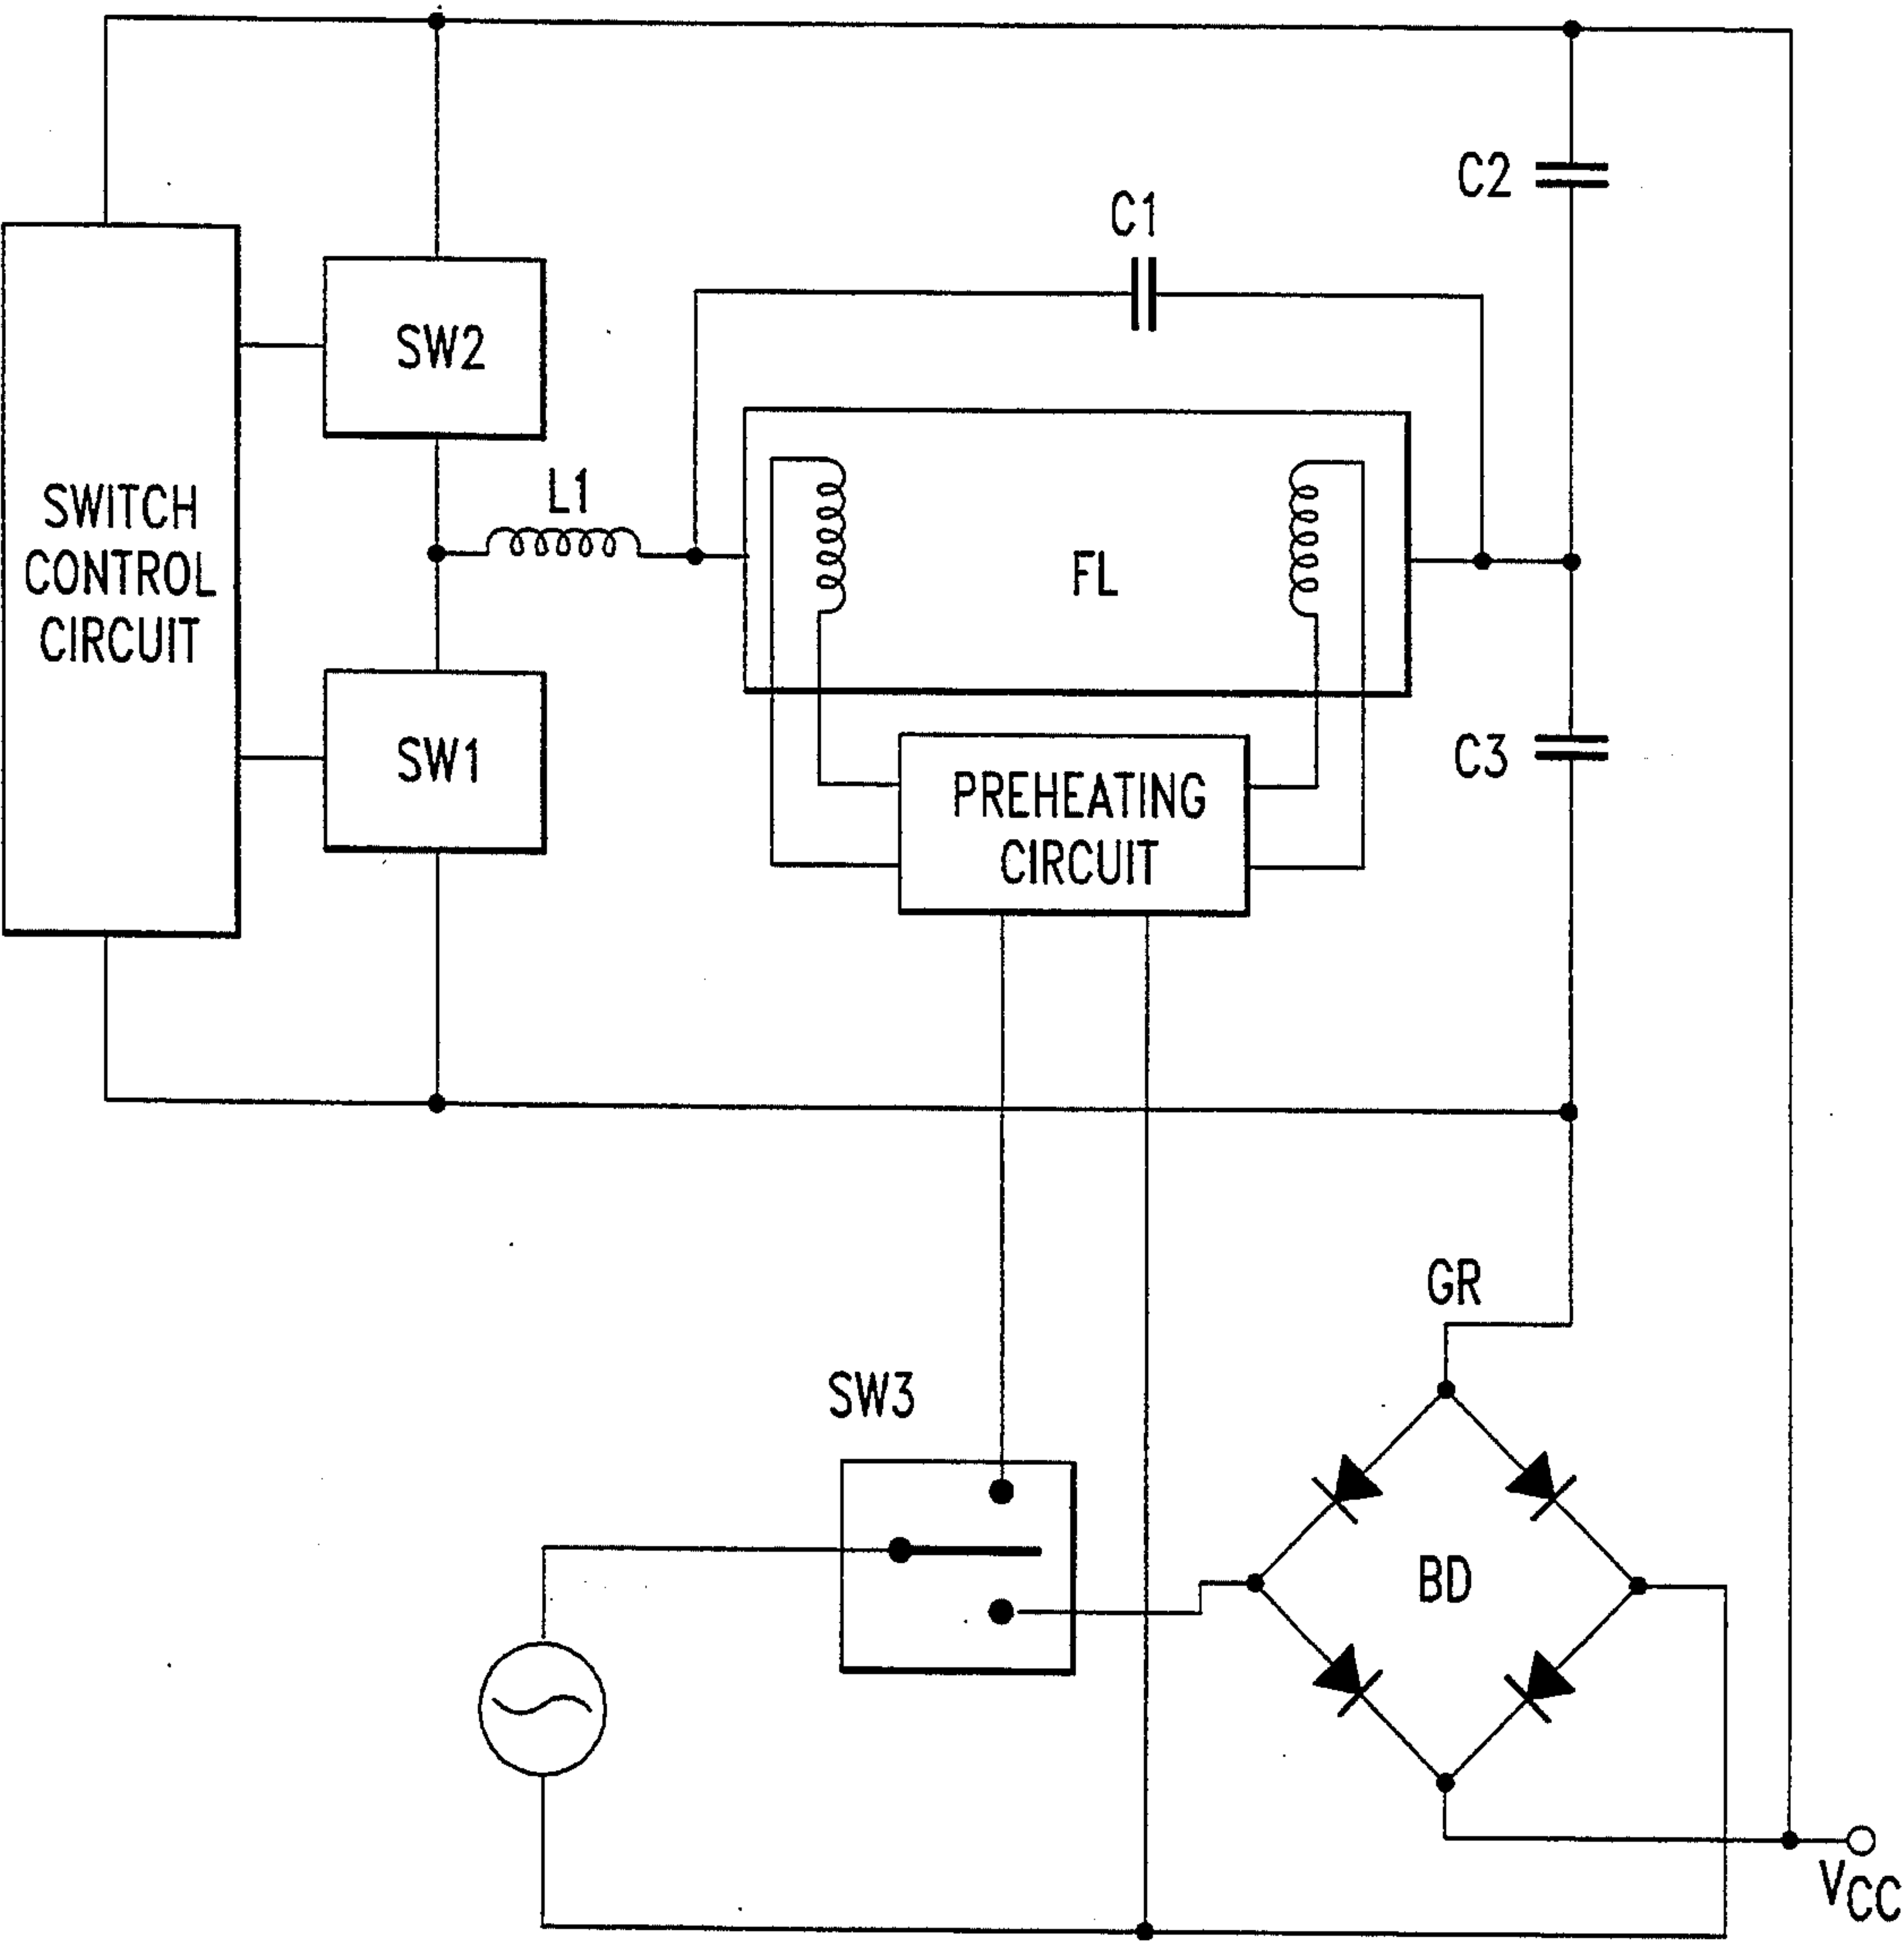 C2
C1
SW2
SWITCH
CONTROL
CIRCUIT
L1
FL
SW1
C3
PREHEATING
CIRCUIT
GR
SW3
BD
VCC